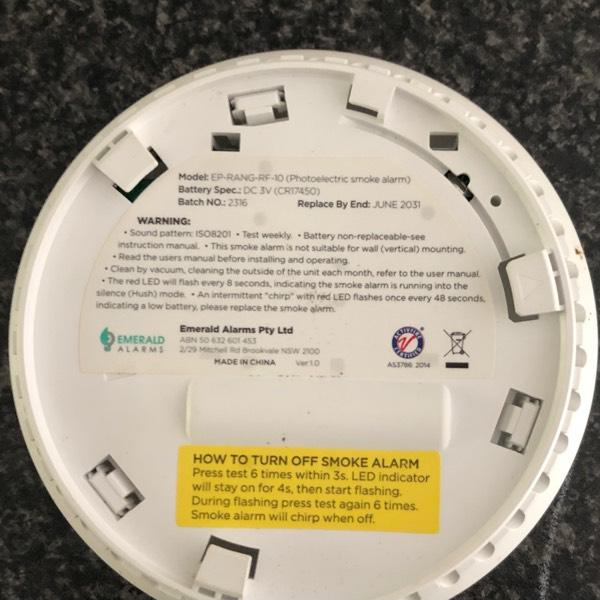 Model: EP-RANG-RF-10 (Photoelectric smoke alarm)
Battery Spec.: DC 3V (CR17450)
Batch NO.: 2316 Replace By End: JUNE 2031
WARNING:
• Sound pattern: ISO8201 • Test weekly. • Battery non-replaceable-see
instruction manual. • This smoke alarm is not suitable for wall (vertical) mounting.
• Read the users manual before installing and operating.
• Clean by vacuum, cleaning the outside of the unit each month, refer to the user manual.
• The red LED will flash every 8 seconds, indicating the smoke alarm is running into the
silence (Hush) mode. • An intermittent "chirp" with red LED flashes once every 48 seconds,
indicating a low battery, please replace the smoke alarm.
EMERALD
ALARMS
Emerald Alarms Pty Ltd
ABN 50 632 601 453
2/29 Mitchell Rd Brookvale NSW 2100
MADE IN CHINA Ver:1.0
ACTIVFIRE
CERTIFIED
AS3786: 2014
HOW TO TURN OFF SMOKE ALARM
Press test 6 times within 3s. LED indicator
will stay on for 4s, then start flashing.
During flashing press test again 6 times.
Smoke alarm will chirp when off.